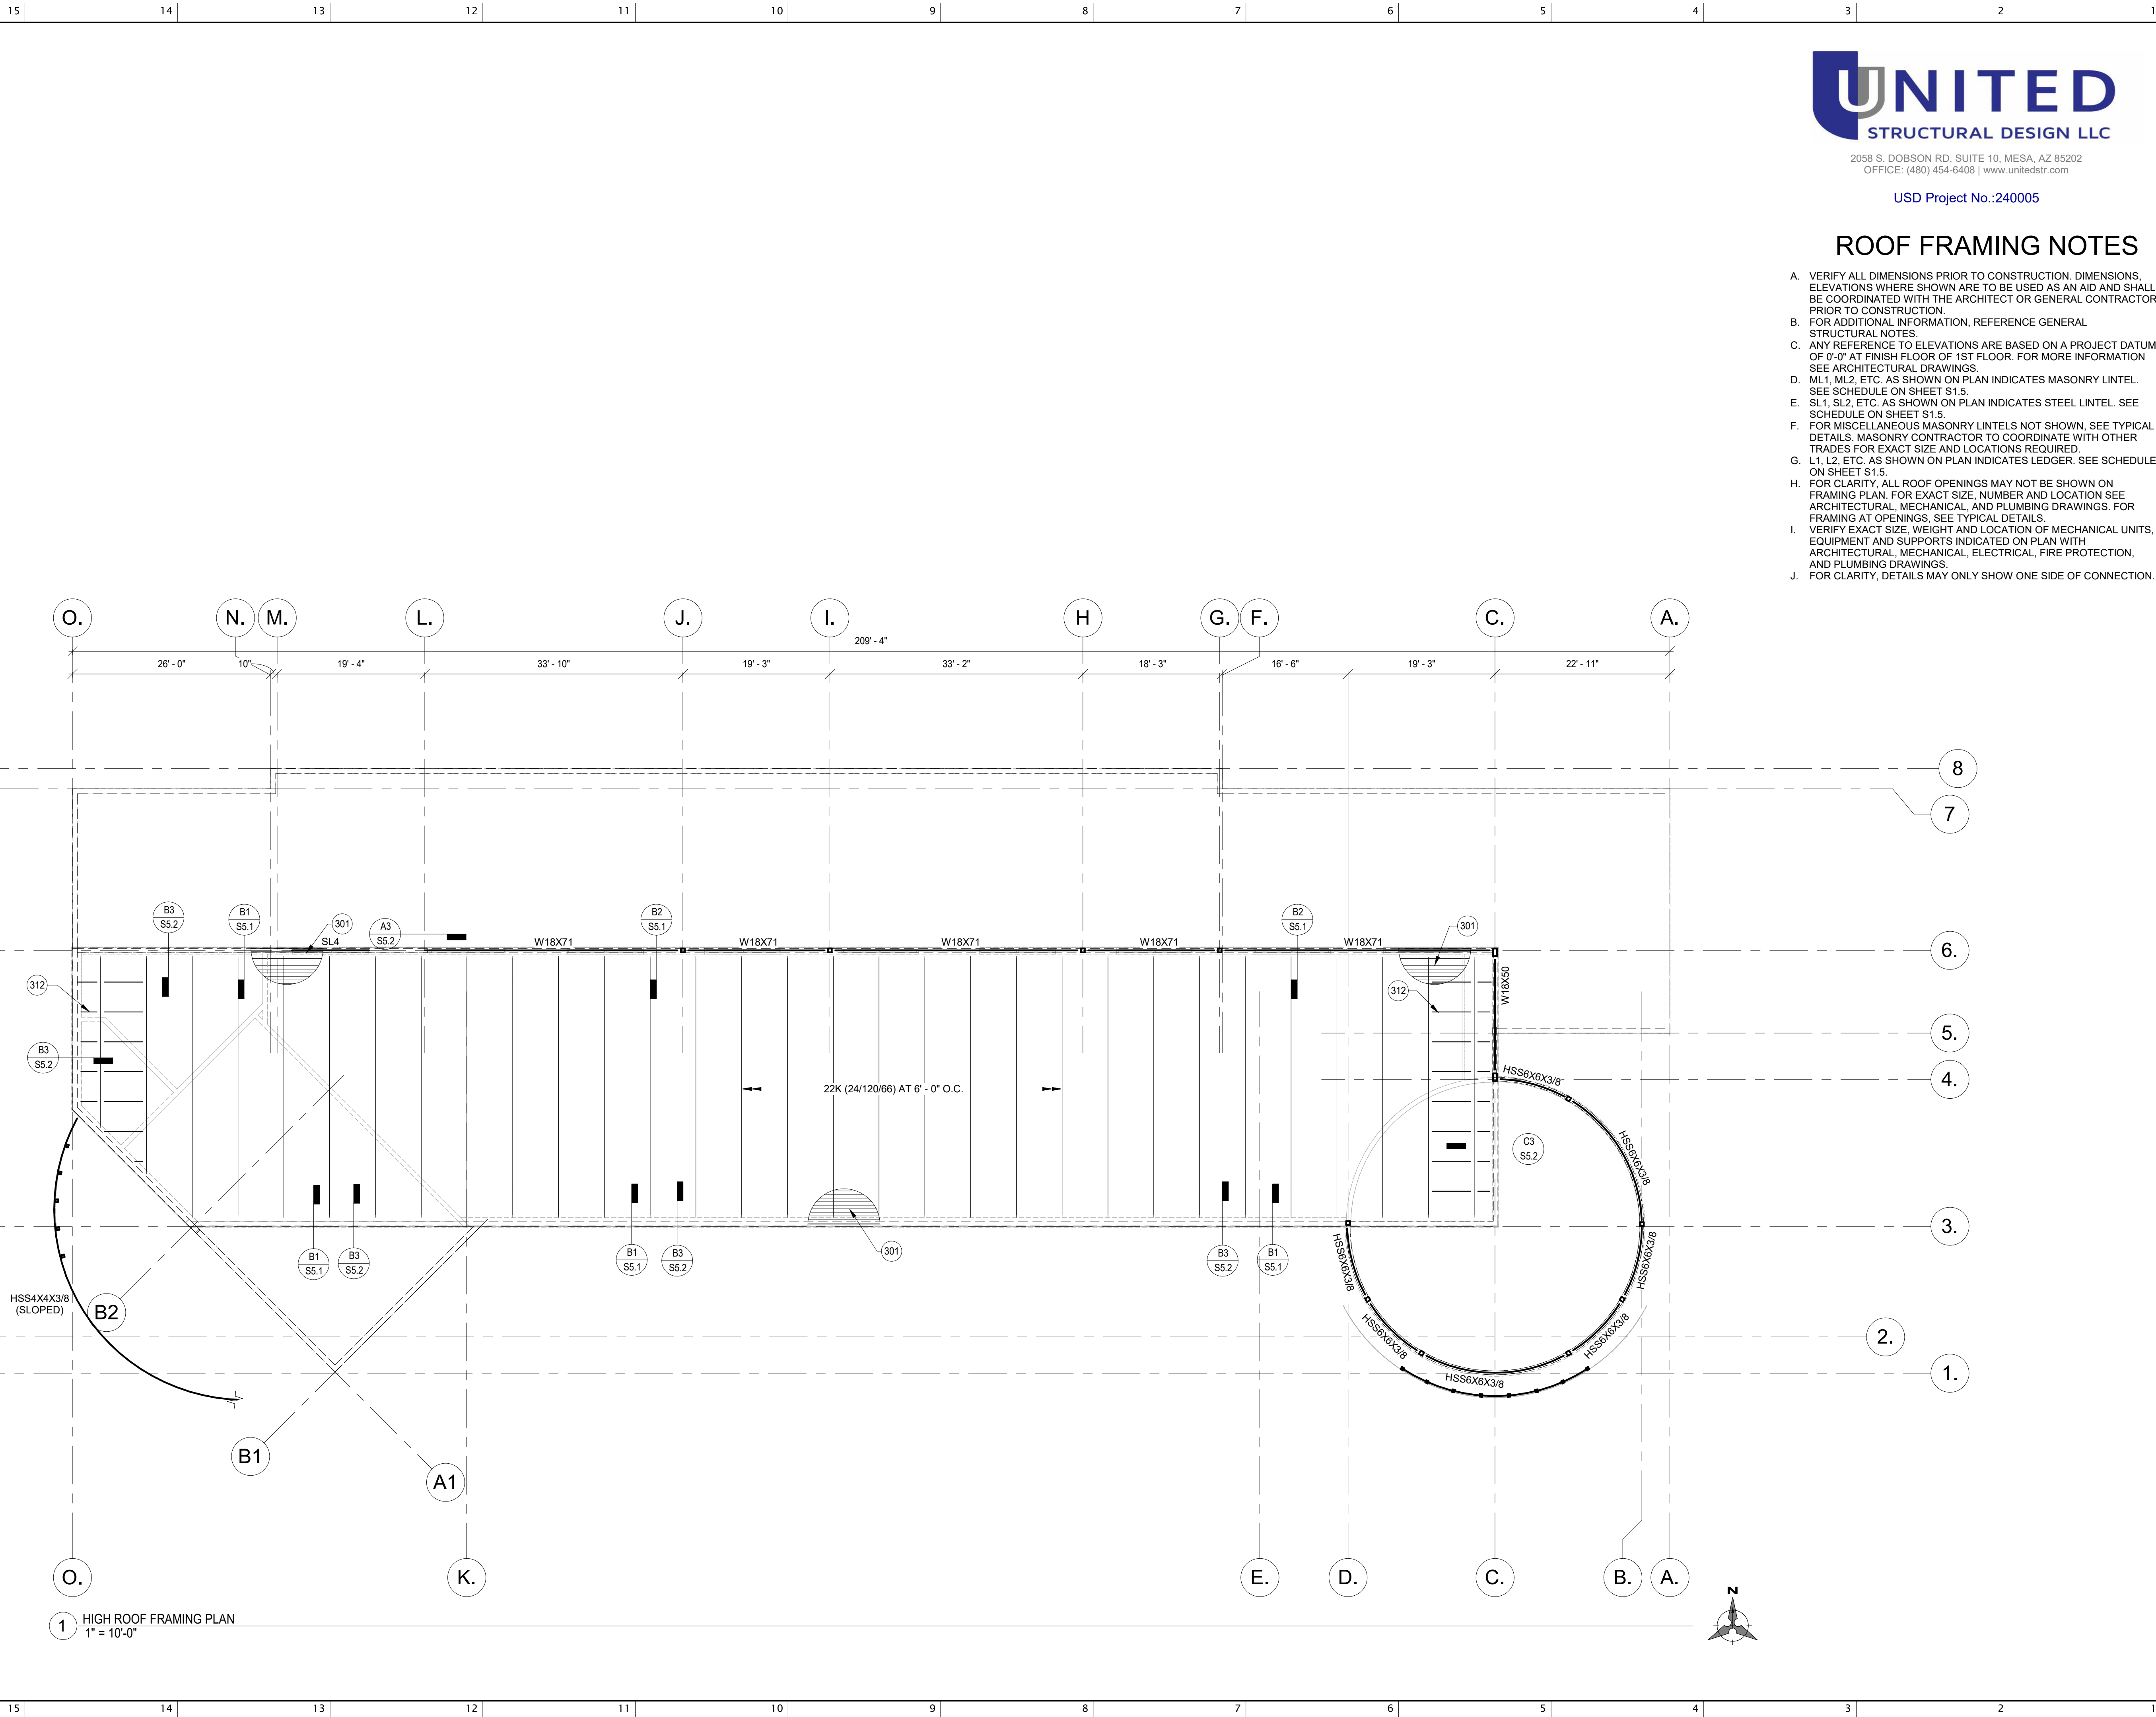 15 14 13 12 11 10 9 8 7 6 5 4 3 2 1
UNITED
STRUCTURAL DESIGN LLC
2058 S. DOBSON RD. SUITE 10, MESA, AZ 85202
OFFICE: (480) 454-6408 | www.unitedstr.com
USD Project No.:240005
ROOF FRAMING NOTES
A. VERIFY ALL DIMENSIONS PRIOR TO CONSTRUCTION. DIMENSIONS,
ELEVATIONS WHERE SHOWN ARE TO BE USED AS AN AID AND SHALL
BE COORDINATED WITH THE ARCHITECT OR GENERAL CONTRACTOR
PRIOR TO CONSTRUCTION.
B. FOR ADDITIONAL INFORMATION, REFERENCE GENERAL
STRUCTURAL NOTES.
C. ANY REFERENCE TO ELEVATIONS ARE BASED ON A PROJECT DATUM
OF 0'-0" AT FINISH FLOOR OF 1ST FLOOR. FOR MORE INFORMATION
SEE ARCHITECTURAL DRAWINGS.
D. ML1, ML2, ETC. AS SHOWN ON PLAN INDICATES MASONRY LINTEL.
SEE SCHEDULE ON SHEET S1.5.
E. SL1, SL2, ETC. AS SHOWN ON PLAN INDICATES STEEL LINTEL. SEE
SCHEDULE ON SHEET S1.5.
F. FOR MISCELLANEOUS MASONRY LINTELS NOT SHOWN, SEE TYPICAL
DETAILS. MASONRY CONTRACTOR TO COORDINATE WITH OTHER
TRADES FOR EXACT SIZE AND LOCATIONS REQUIRED.
G. L1, L2, ETC. AS SHOWN ON PLAN INDICATES LEDGER. SEE SCHEDULE
ON SHEET S1.5.
H. FOR CLARITY, ALL ROOF OPENINGS MAY NOT BE SHOWN ON
FRAMING PLAN. FOR EXACT SIZE, NUMBER AND LOCATION SEE
ARCHITECTURAL, MECHANICAL, AND PLUMBING DRAWINGS. FOR
FRAMING AT OPENINGS, SEE TYPICAL DETAILS.
I. VERIFY EXACT SIZE, WEIGHT AND LOCATION OF MECHANICAL UNITS,
EQUIPMENT AND SUPPORTS INDICATED ON PLAN WITH
ARCHITECTURAL, MECHANICAL, ELECTRICAL, FIRE PROTECTION,
AND PLUMBING DRAWINGS.
J. FOR CLARITY, DETAILS MAY ONLY SHOW ONE SIDE OF CONNECTION.
O. N. M. L. J. I. H G. F. C. A.
209' - 4"
26' - 0" 10" 19' - 4" 33' - 10" 19' - 3" 33' - 2" 18' - 3" 16' - 6" 19' - 3" 22' - 11"
8
7
B3
S5.2
B1
S5.1
301
A3
S5.2
B2
S5.1
B2
S5.1
301
SL4 W18X71 W18X71 W18X71 W18X71 W18X71
6.
W18X50
312
312
5.
B3
S5.2
4.
HSS6X6X3/8
22K (24/120/66) AT 6' - 0" O.C.
HSS6X6X3/8
C3
S5.2
3.
B1
S5.1
B3
S5.2
B1
S5.1
B3
S5.2
301
B3
S5.2
B1
S5.1
HSS6X6X3/8
HSS6X6X3/8
HSS4X4X3/8
(SLOPED)
B2
HSS6X6X3/8
HSS6X6X3/8
2.
1.
HSS6X6X3/8
B1
A1
O. K. E. D. C. B. A.
N
1 HIGH ROOF FRAMING PLAN
1" = 10'-0"
15 14 13 12 11 10 9 8 7 6 5 4 3 2 1